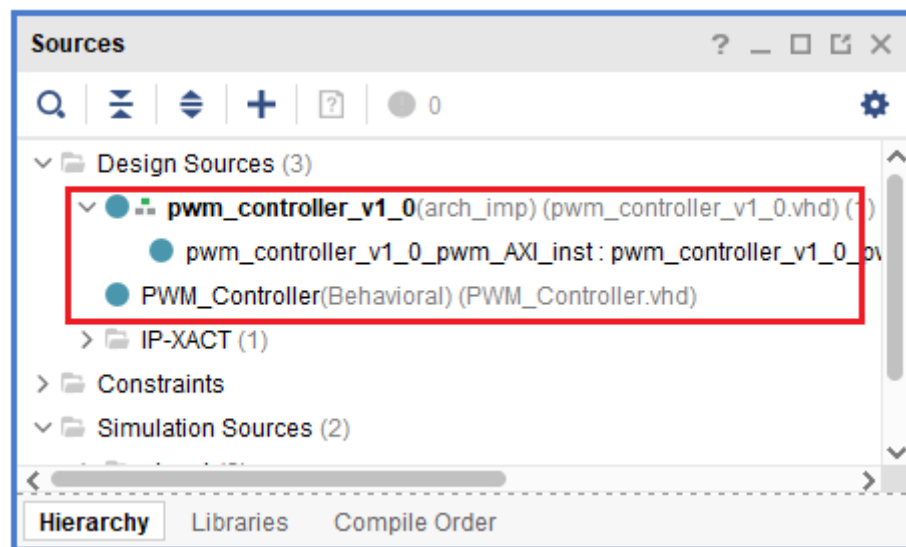 Sources
? 0
Design Sources (3)
pwm_controller_v1_0(arch_imp) (pwm_controller_v1_0.vhd) (1)
pwm_controller_v1_0_pwm_AXI_inst : pwm_controller_v1_0_
PWM_Controller(Behavioral) (PWM_Controller.vhd)
IP-XACT (1)
Constraints
Simulation Sources (2)
Hierarchy Libraries Compile Order